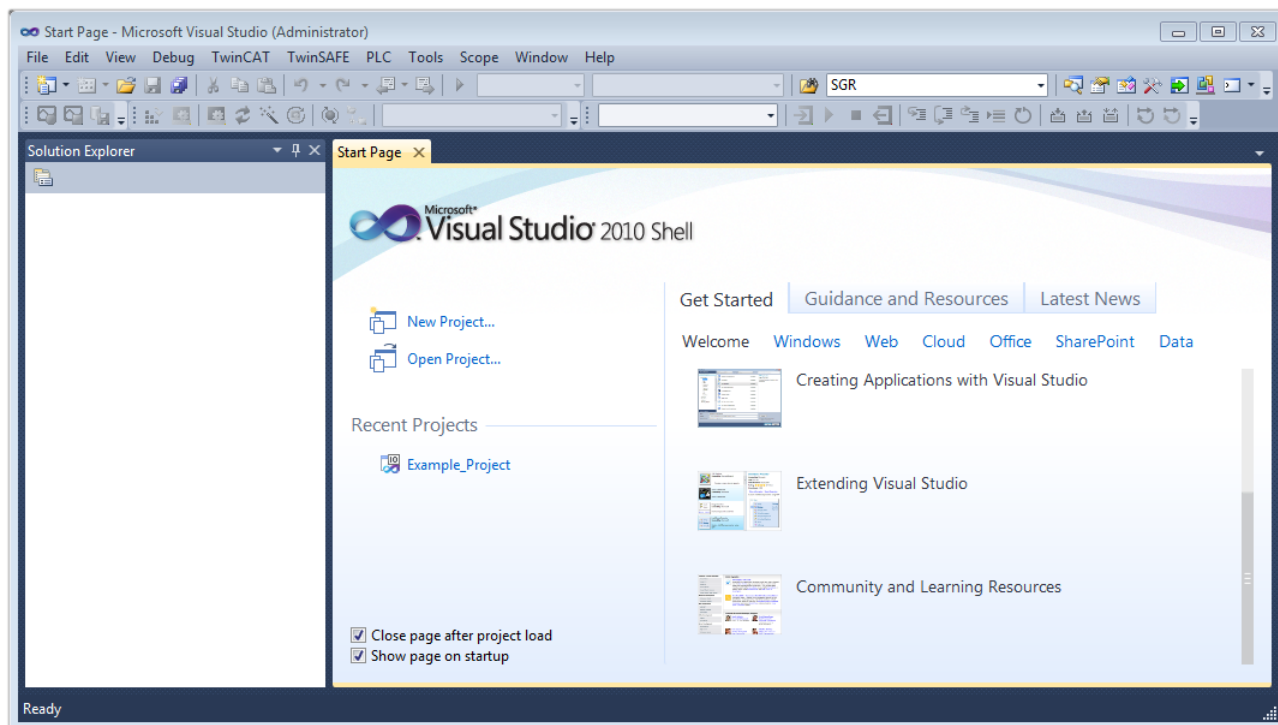 Start Page - Microsoft Visual Studio (Administrator)
File Edit View Debug TwinCAT TwinSAFE PLC Tools Scope Window Help
SGR
Solution Explorer
Start Page
Microsoft®
Visual Studio® 2010 Shell
New Project...
Open Project...
Recent Projects
Example_Project
Close page after project load
Show page on startup
Get Started Guidance and Resources Latest News
Welcome Windows Web Cloud Office SharePoint Data
Creating Applications with Visual Studio
Extending Visual Studio
Community and Learning Resources
Ready